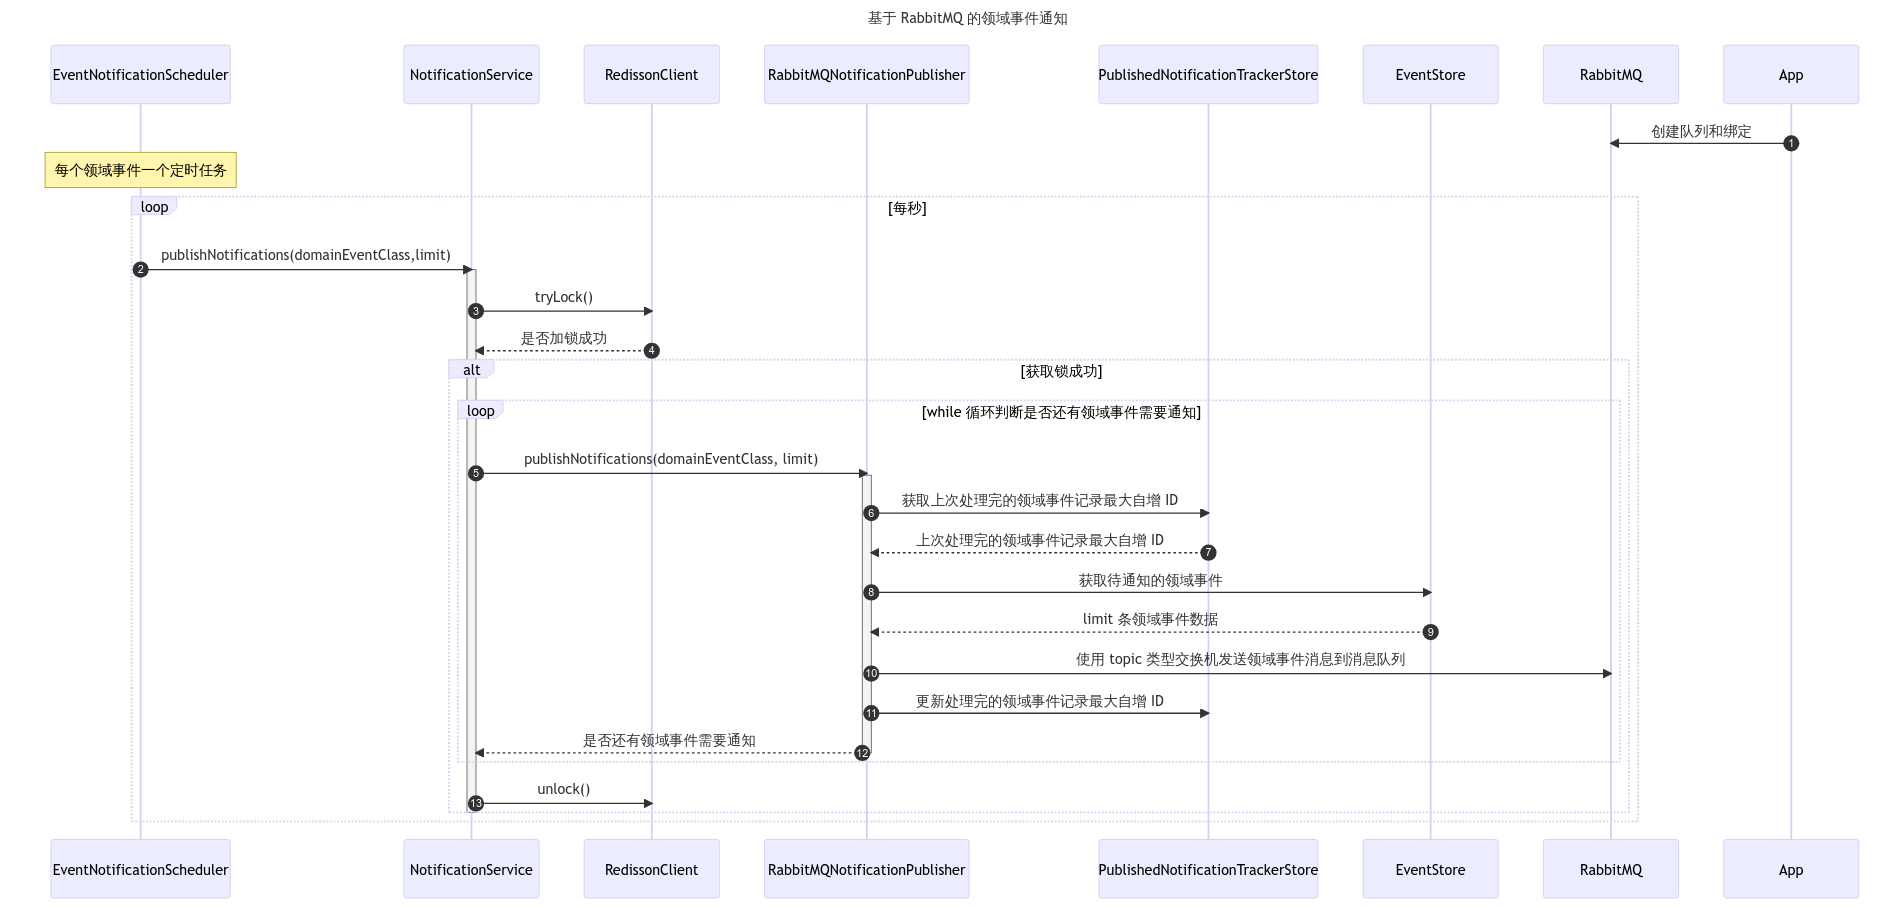 基于 RabbitMQ 的领域事件通知
EventNotificationScheduler
NotificationService
RedissonClient
RabbitMQNotificationPublisher
PublishedNotificationTrackerStore
EventStore
RabbitMQ
App
创建队列和绑定
1
每个领域事件一个定时任务
loop
[每秒]
publishNotifications(domainEventClass,limit)
2
tryLock()
3
是否加锁成功
4
alt
[获取锁成功]
loop
[while 循环判断是否还有领域事件需要通知]
publishNotifications(domainEventClass, limit)
5
获取上次处理完的领域事件记录最大自增 ID
6
上次处理完的领域事件记录最大自增 ID
7
获取待通知的领域事件
8
limit 条领域事件数据
9
使用 topic 类型交换机发送领域事件消息到消息队列
10
更新处理完的领域事件记录最大自增 ID
11
是否还有领域事件需要通知
12
unlock()
13
EventNotificationScheduler
NotificationService
RedissonClient
RabbitMQNotificationPublisher
PublishedNotificationTrackerStore
EventStore
RabbitMQ
App